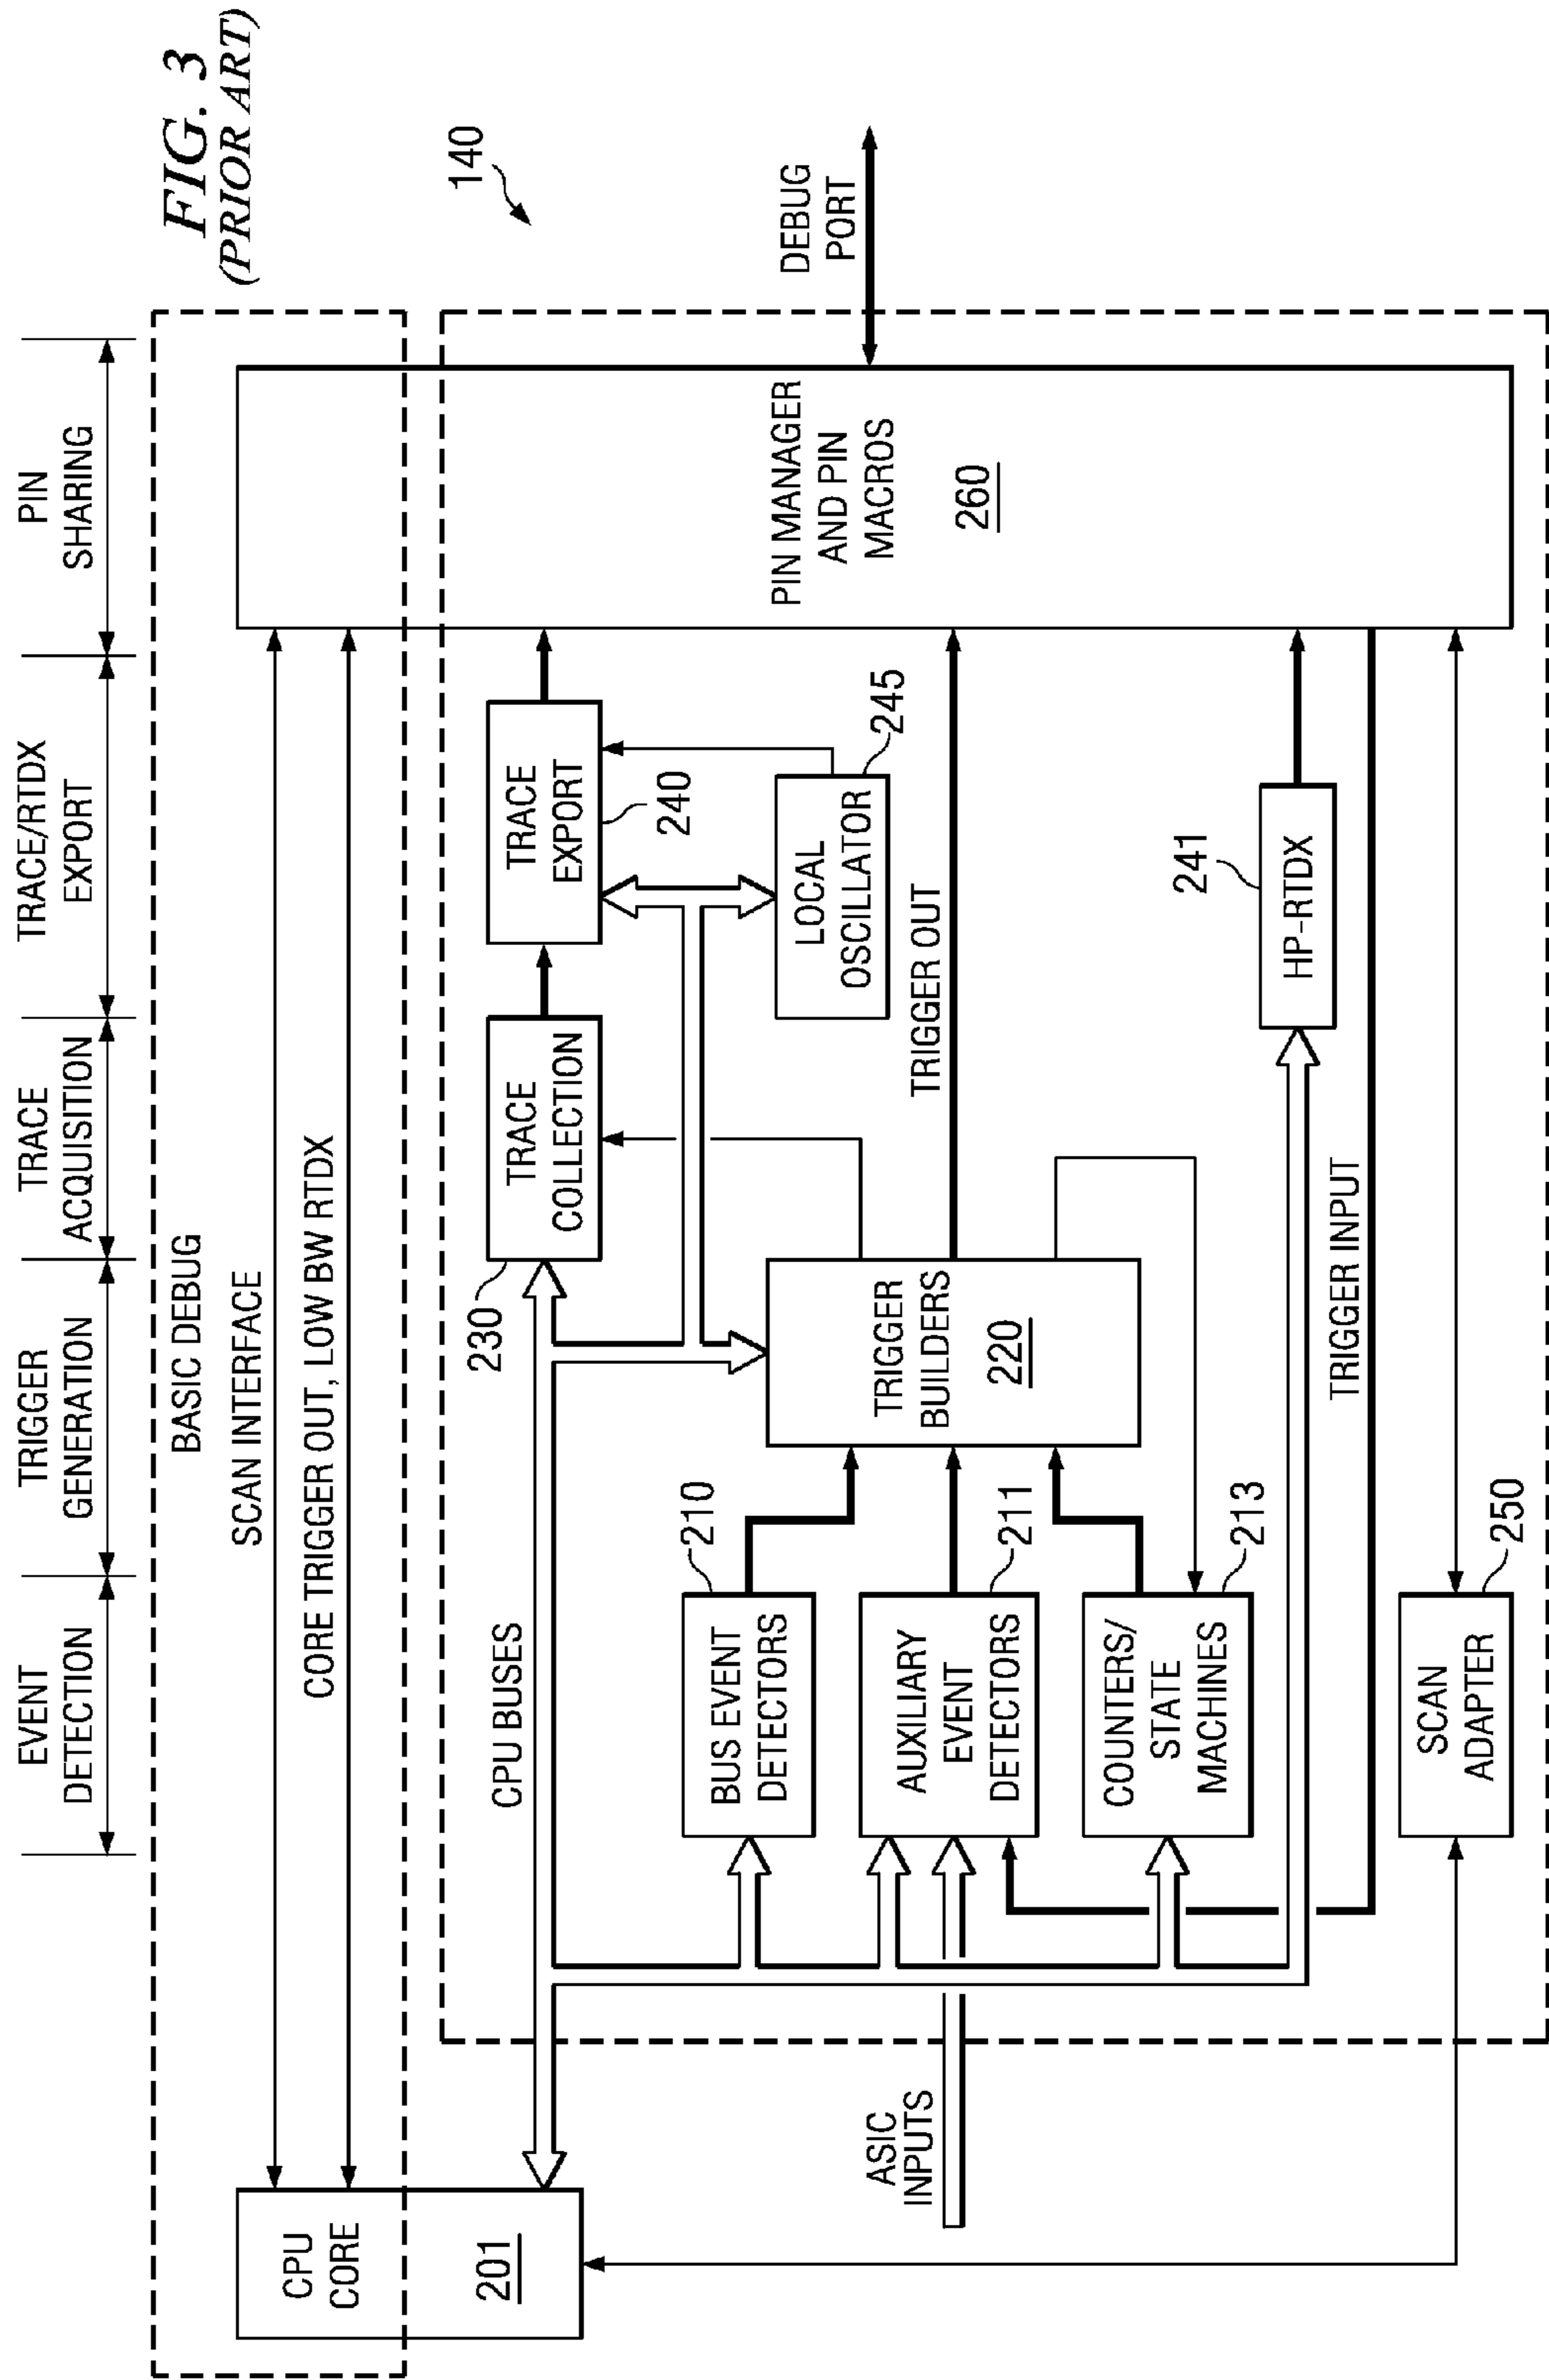 FIG. 3
(PRIOR ART)
EVENT
DETECTION
TRIGGER
GENERATION
TRACE
ACQUISITION
TRACE/RTDX
EXPORT
PIN
SHARING
BASIC DEBUG
SCAN INTERFACE
CORE TRIGGER OUT, LOW BW RTDX
CPU
CORE
201
140
CPU BUSES
230
TRACE
COLLECTION
TRACE
EXPORT
240
LOCAL
OSCILLATOR
245
BUS EVENT
DETECTORS
210
AUXILIARY
EVENT
DETECTORS
211
COUNTERS/
STATE
MACHINES
213
TRIGGER
BUILDERS
220
TRIGGER OUT
ASIC
INPUTS
HP-RTDX
241
TRIGGER INPUT
SCAN
ADAPTER
250
PIN MANAGER
AND PIN
MACROS
260
DEBUG
PORT